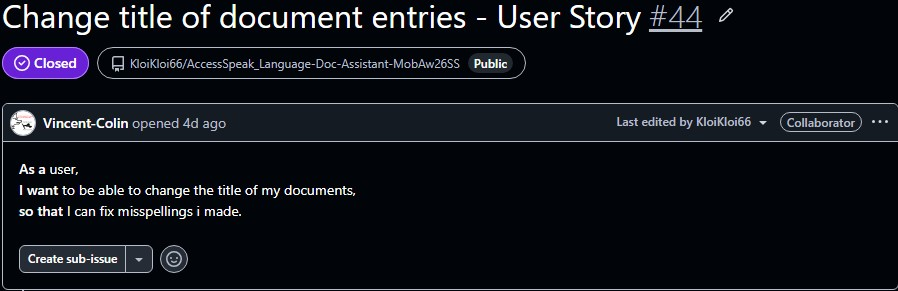 Change title of document entries - User Story #44
Closed
KloiKloi66/AccessSpeak_Language-Doc-Assistant-MobAw26SS Public
Vincent-Colin opened 4d ago
Last edited by KloiKloi66
Collaborator
As a user,
I want to be able to change the title of my documents,
so that I can fix misspellings i made.
Create sub-issue